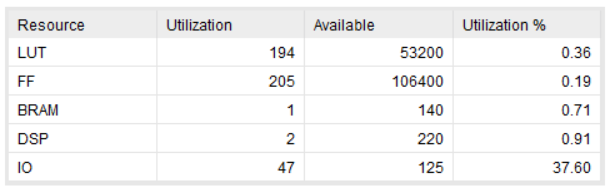 Resource Utilization Available Utilization %
LUT 194 53200 0.36
FF 205 106400 0.19
BRAM 1 140 0.71
DSP 2 220 0.91
IO 47 125 37.60